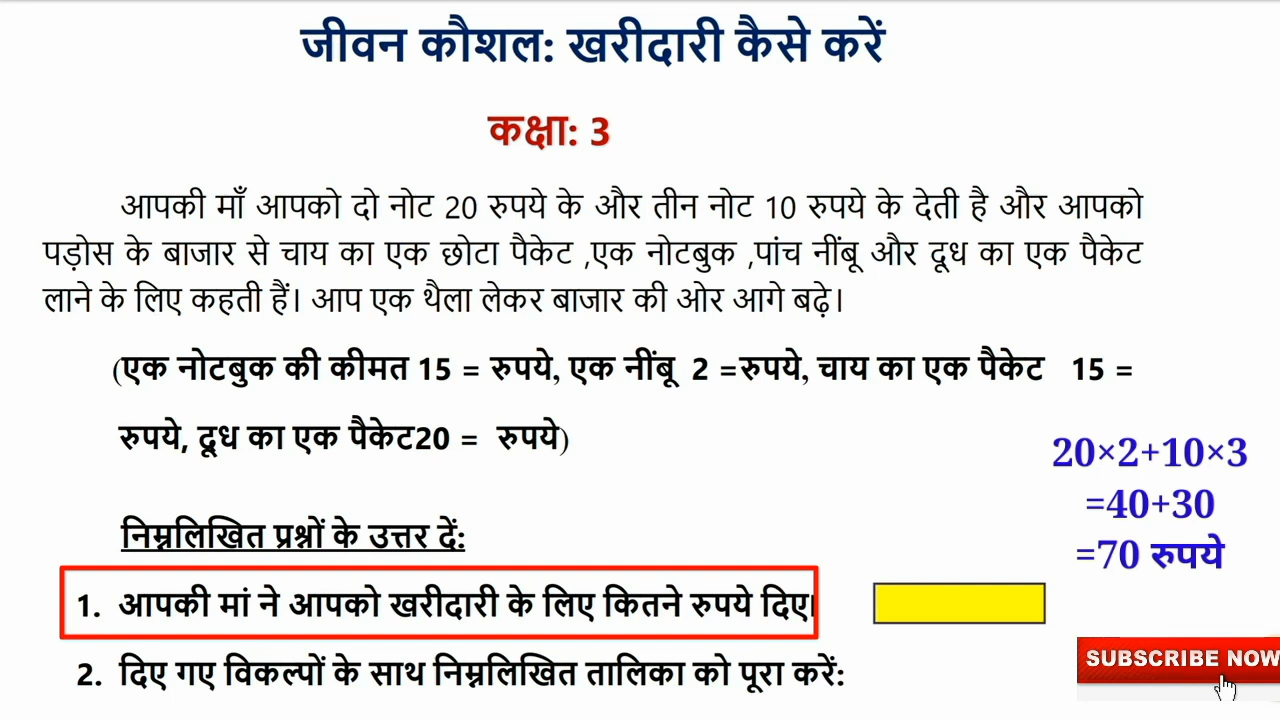 जीवन कौशल: खरीदारी कैसे करें
कक्षा: 3
आपकी माँ आपको दो नोट 20 रुपये के और तीन नोट 10 रुपये के देती है और आपको
पड़ोस के बाजार से चाय का एक छोटा पैकेट ,एक नोटबुक ,पांच नींबू और दूध का एक पैकेट
लाने के लिए कहती हैं। आप एक थैला लेकर बाजार की ओर आगे बढ़े।
(एक नोटबुक की कीमत 15 = रुपये, एक नींबू 2 =रुपये, चाय का एक पैकेट 15 =
रुपये, दूध का एक पैकेट20 = रुपये)
20×2+10×3
=40+30
=70 रुपये
निम्नलिखित प्रश्नों के उत्तर दें:
1. आपकी मां ने आपको खरीदारी के लिए कितने रुपये दिए।
2. दिए गए विकल्पों के साथ निम्नलिखित तालिका को पूरा करें:
SUBSCRIBE NOW